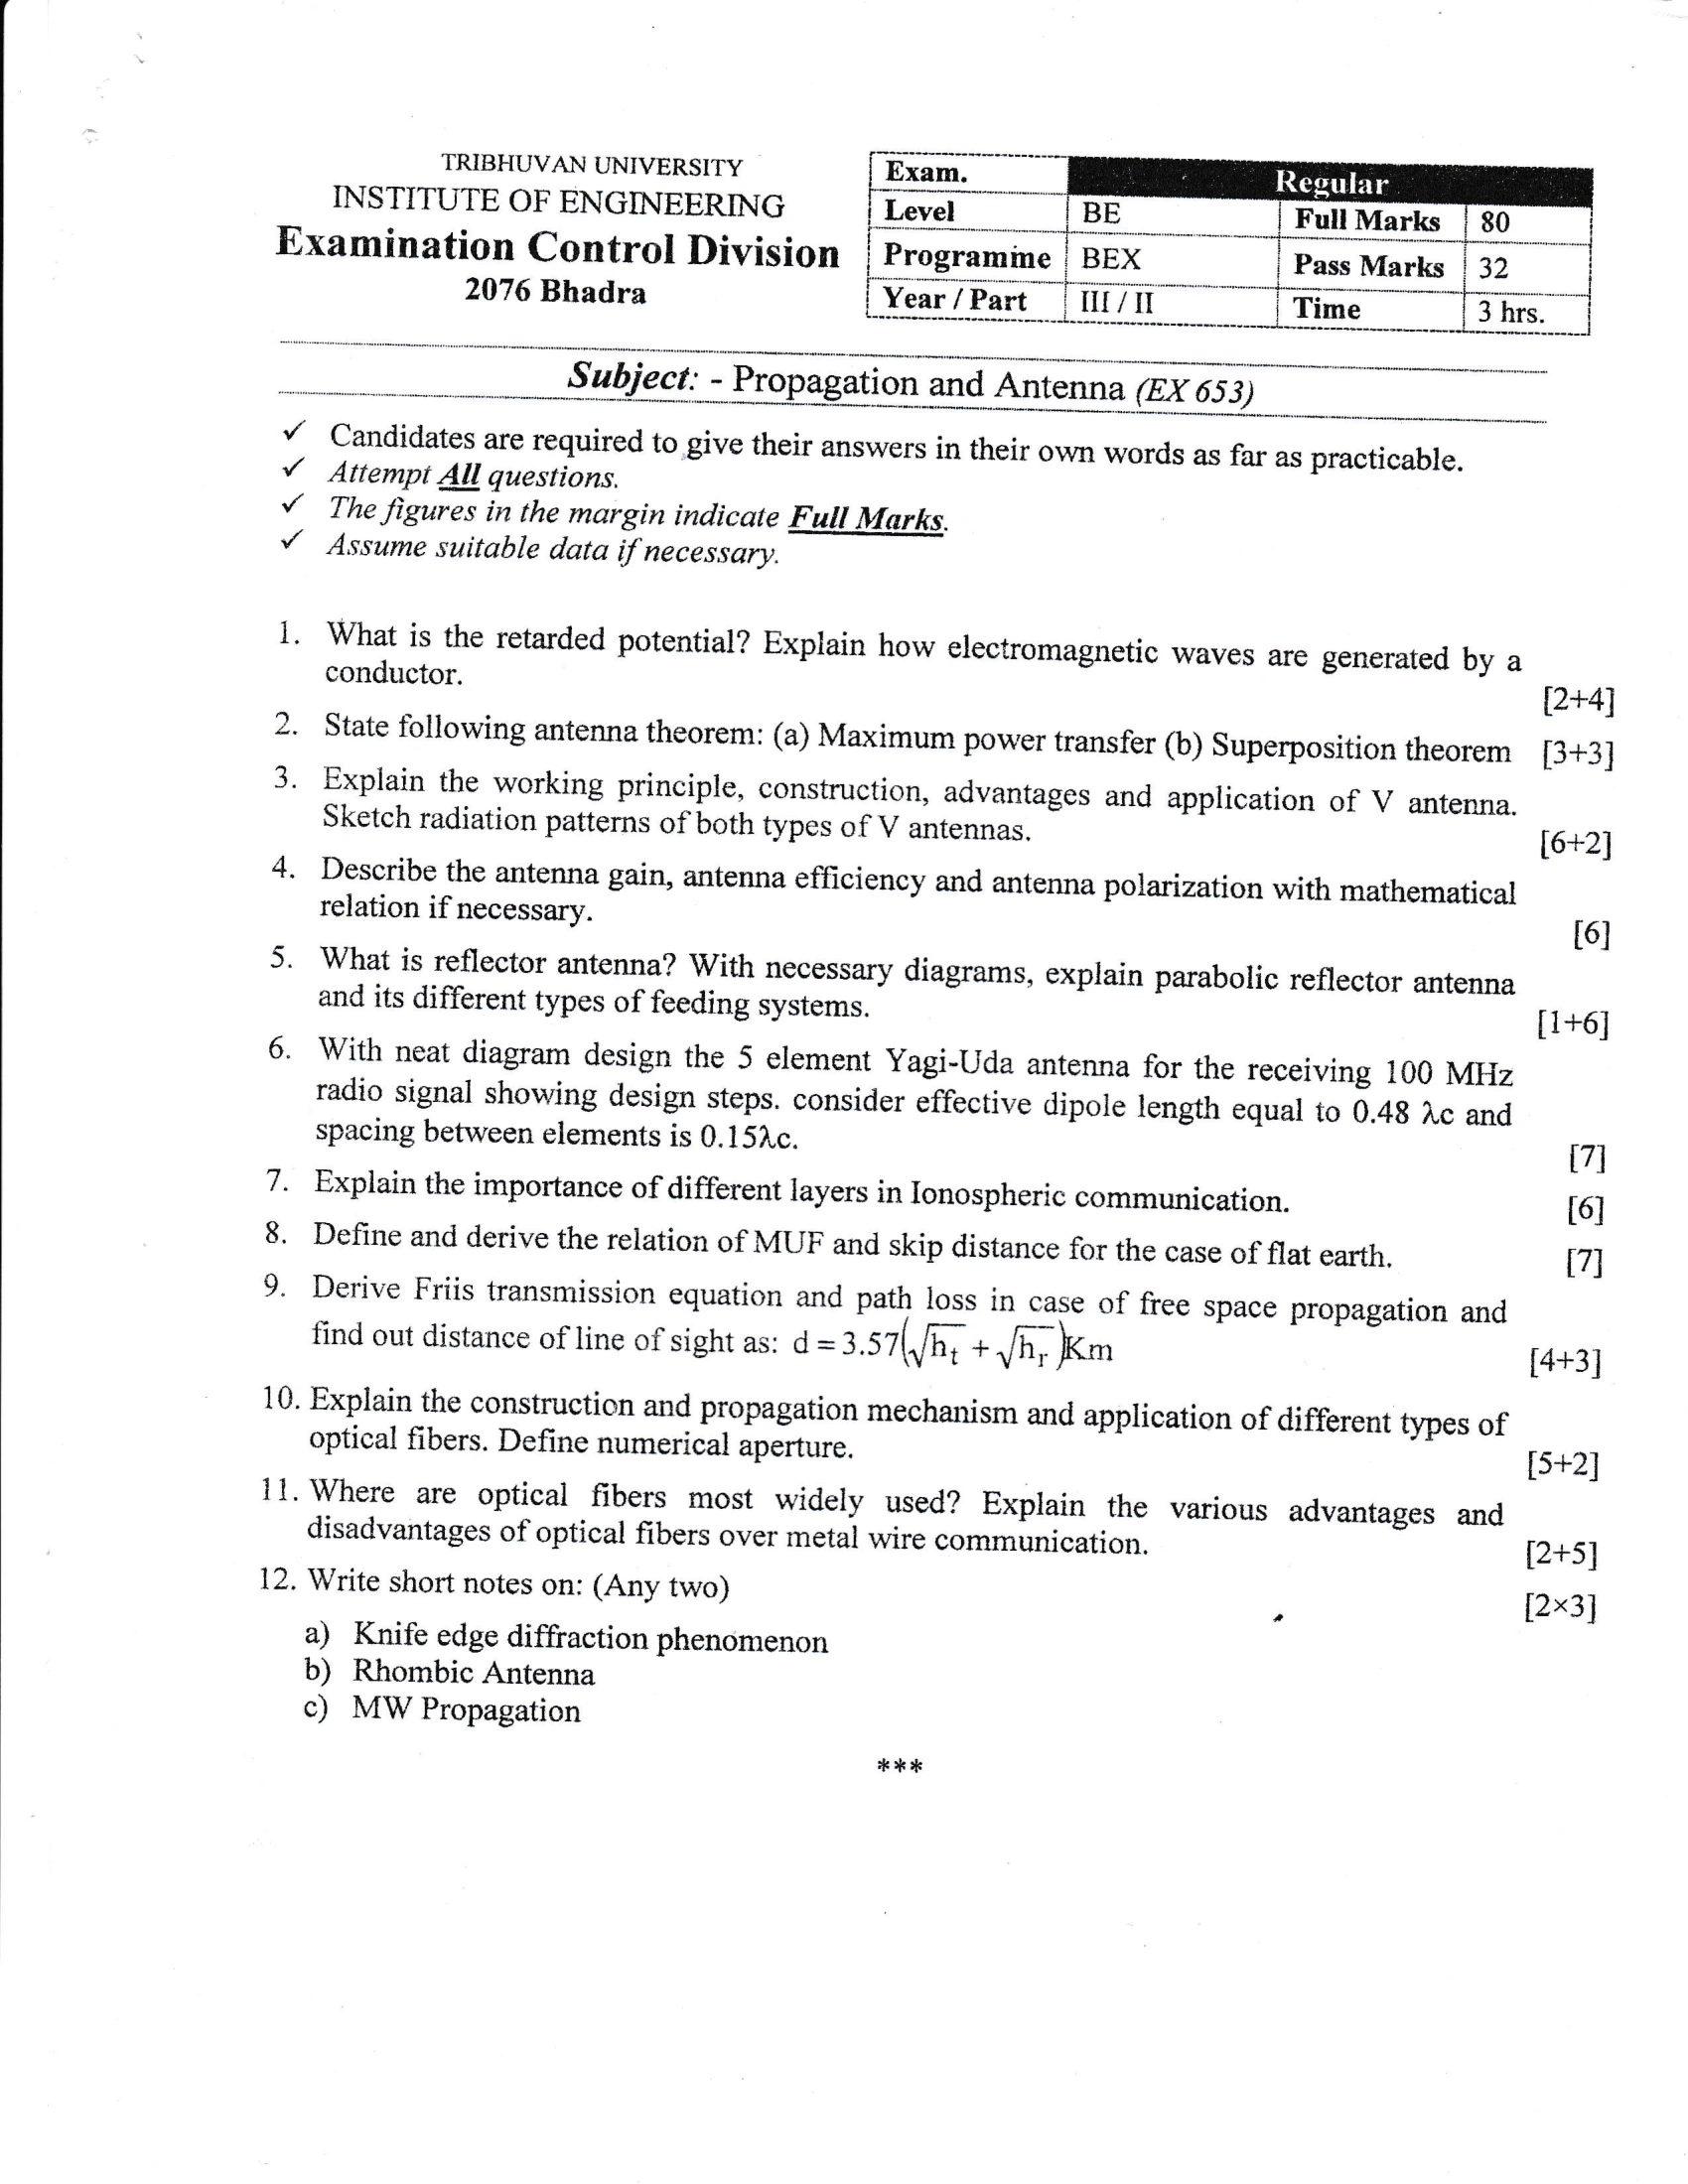 TRIBHUVAN UNIVERSITY
INSTITUTE OF ENGINEERING
Examination Control Division
2076 Bhadra
Exam. Regular
Level BE Full Marks 80
Programme BEX Pass Marks 32
Year / Part III / II Time 3 hrs.
Subject: - Propagation and Antenna (EX 653)
✓ Candidates are required to give their answers in their own words as far as practicable.
✓ Attempt All questions.
✓ The figures in the margin indicate Full Marks.
✓ Assume suitable data if necessary.
1. What is the retarded potential? Explain how electromagnetic waves are generated by a
conductor. [2+4]
2. State following antenna theorem: (a) Maximum power transfer (b) Superposition theorem [3+3]
3. Explain the working principle, construction, advantages and application of V antenna.
Sketch radiation patterns of both types of V antennas. [6+2]
4. Describe the antenna gain, antenna efficiency and antenna polarization with mathematical
relation if necessary. [6]
5. What is reflector antenna? With necessary diagrams, explain parabolic reflector antenna
and its different types of feeding systems. [1+6]
6. With neat diagram design the 5 element Yagi-Uda antenna for the receiving 100 MHz
radio signal showing design steps. consider effective dipole length equal to 0.48 λc and
spacing between elements is 0.15λc. [7]
7. Explain the importance of different layers in Ionospheric communication. [6]
8. Define and derive the relation of MUF and skip distance for the case of flat earth. [7]
9. Derive Friis transmission equation and path loss in case of free space propagation and
find out distance of line of sight as: d = 3.57(√ht + √hr)Km [4+3]
10. Explain the construction and propagation mechanism and application of different types of
optical fibers. Define numerical aperture. [5+2]
11. Where are optical fibers most widely used? Explain the various advantages and
disadvantages of optical fibers over metal wire communication. [2+5]
12. Write short notes on: (Any two) [2×3]
a) Knife edge diffraction phenomenon
b) Rhombic Antenna
c) MW Propagation
***